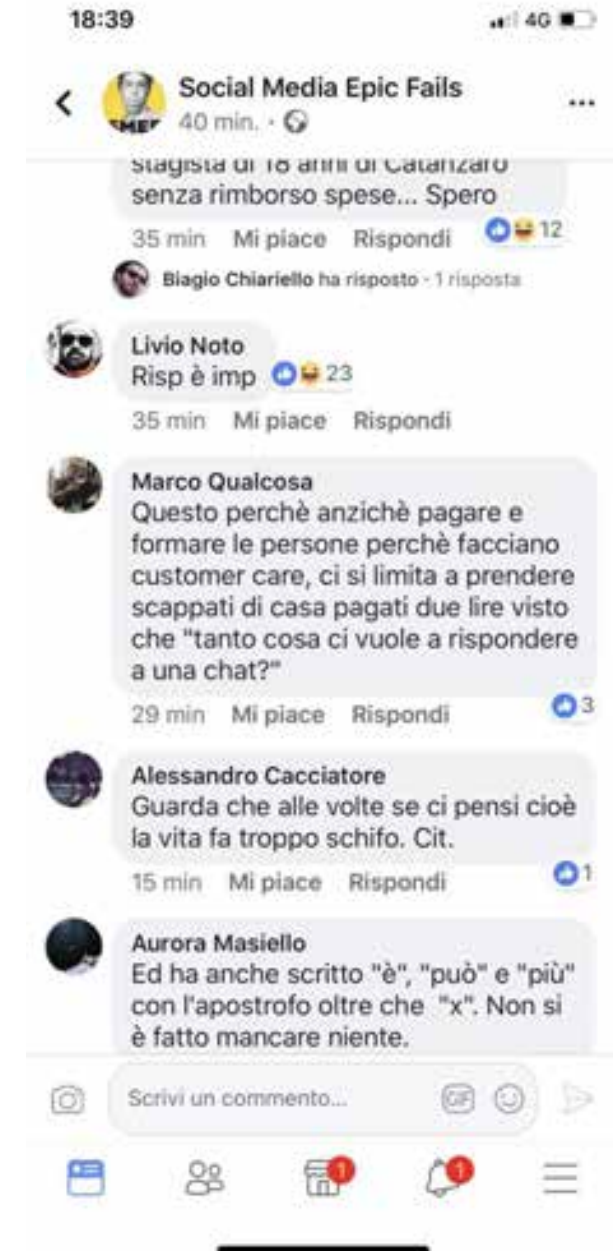 18:39
4G
Social Media Epic Fails
40 min. ·
stagista di 18 anni di Catanzaro
senza rimborso spese... Spero
35 min Mi piace Rispondi 12
Biagio Chiariello ha risposto · 1 risposta
Livio Noto
Risp è imp 23
35 min Mi piace Rispondi
Marco Qualcosa
Questo perchè anzichè pagare e
formare le persone perchè facciano
customer care, ci si limita a prendere
scappati di casa pagati due lire visto
che "tanto cosa ci vuole a rispondere
a una chat?"
29 min Mi piace Rispondi 3
Alessandro Cacciatore
Guarda che alle volte se ci pensi cioè
la vita fa troppo schifo. Cit.
15 min Mi piace Rispondi 1
Aurora Masiello
Ed ha anche scritto "è", "può" e "più"
con l'apostrofo oltre che "x". Non si
è fatto mancare niente.
Scrivi un commento... GIF
1 1